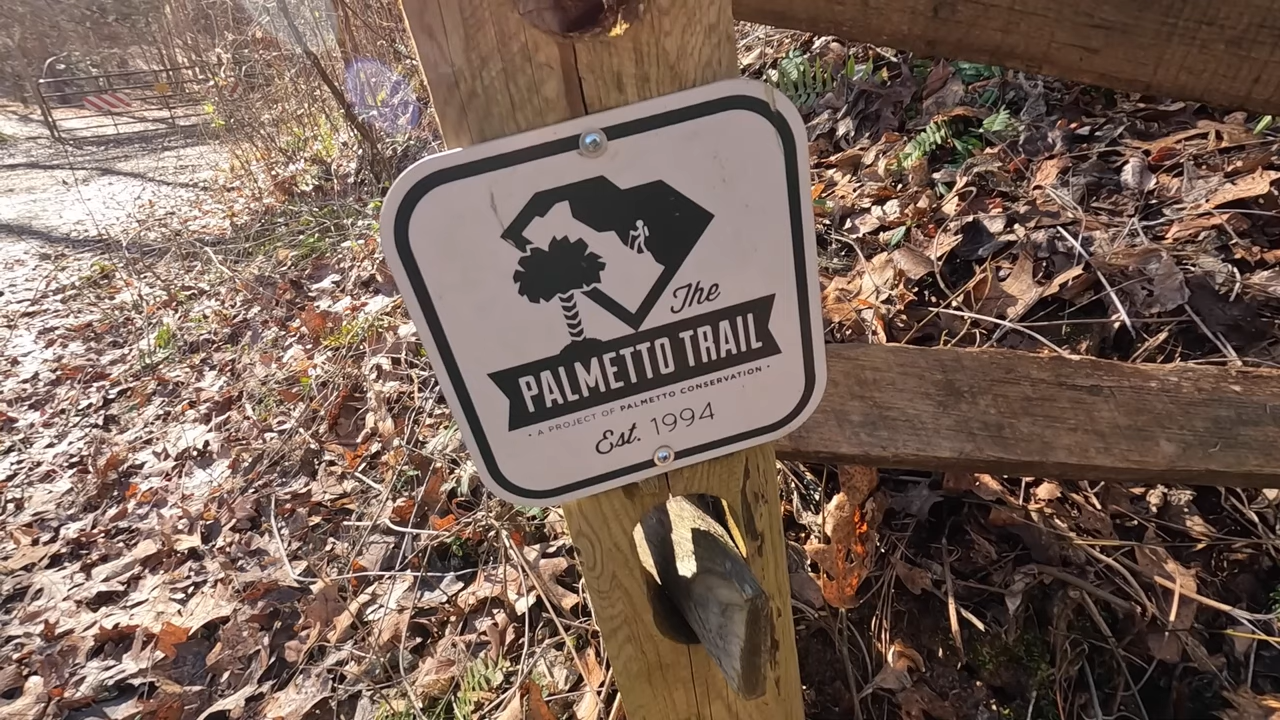 The
PALMETTO TRAIL
• A PROJECT OF PALMETTO CONSERVATION •
Est. 1994